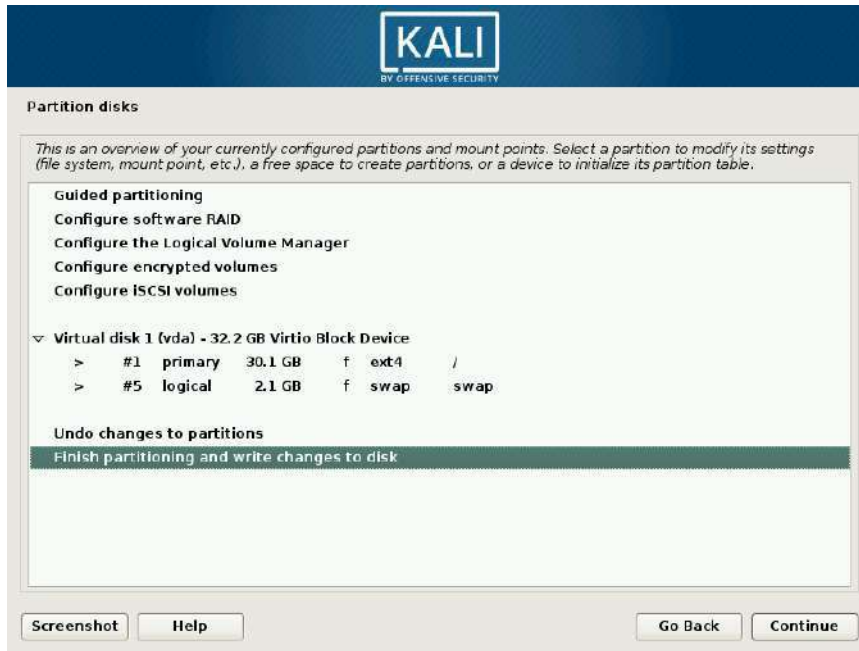 KALI
BY OFFENSIVE SECURITY
Partition disks
This is an overview of your currently configured partitions and mount points. Select a partition to modify its settings
(file system, mount point, etc.), a free space to create partitions, or a device to initialize its partition table.
Guided partitioning
Configure software RAID
Configure the Logical Volume Manager
Configure encrypted volumes
Configure iSCSI volumes
Virtual disk 1 (vda) - 32.2 GB Virtio Block Device
> #1 primary 30.1 GB f ext4 /
> #5 logical 2.1 GB f swap swap
Undo changes to partitions
Finish partitioning and write changes to disk
Screenshot Help Go Back Continue